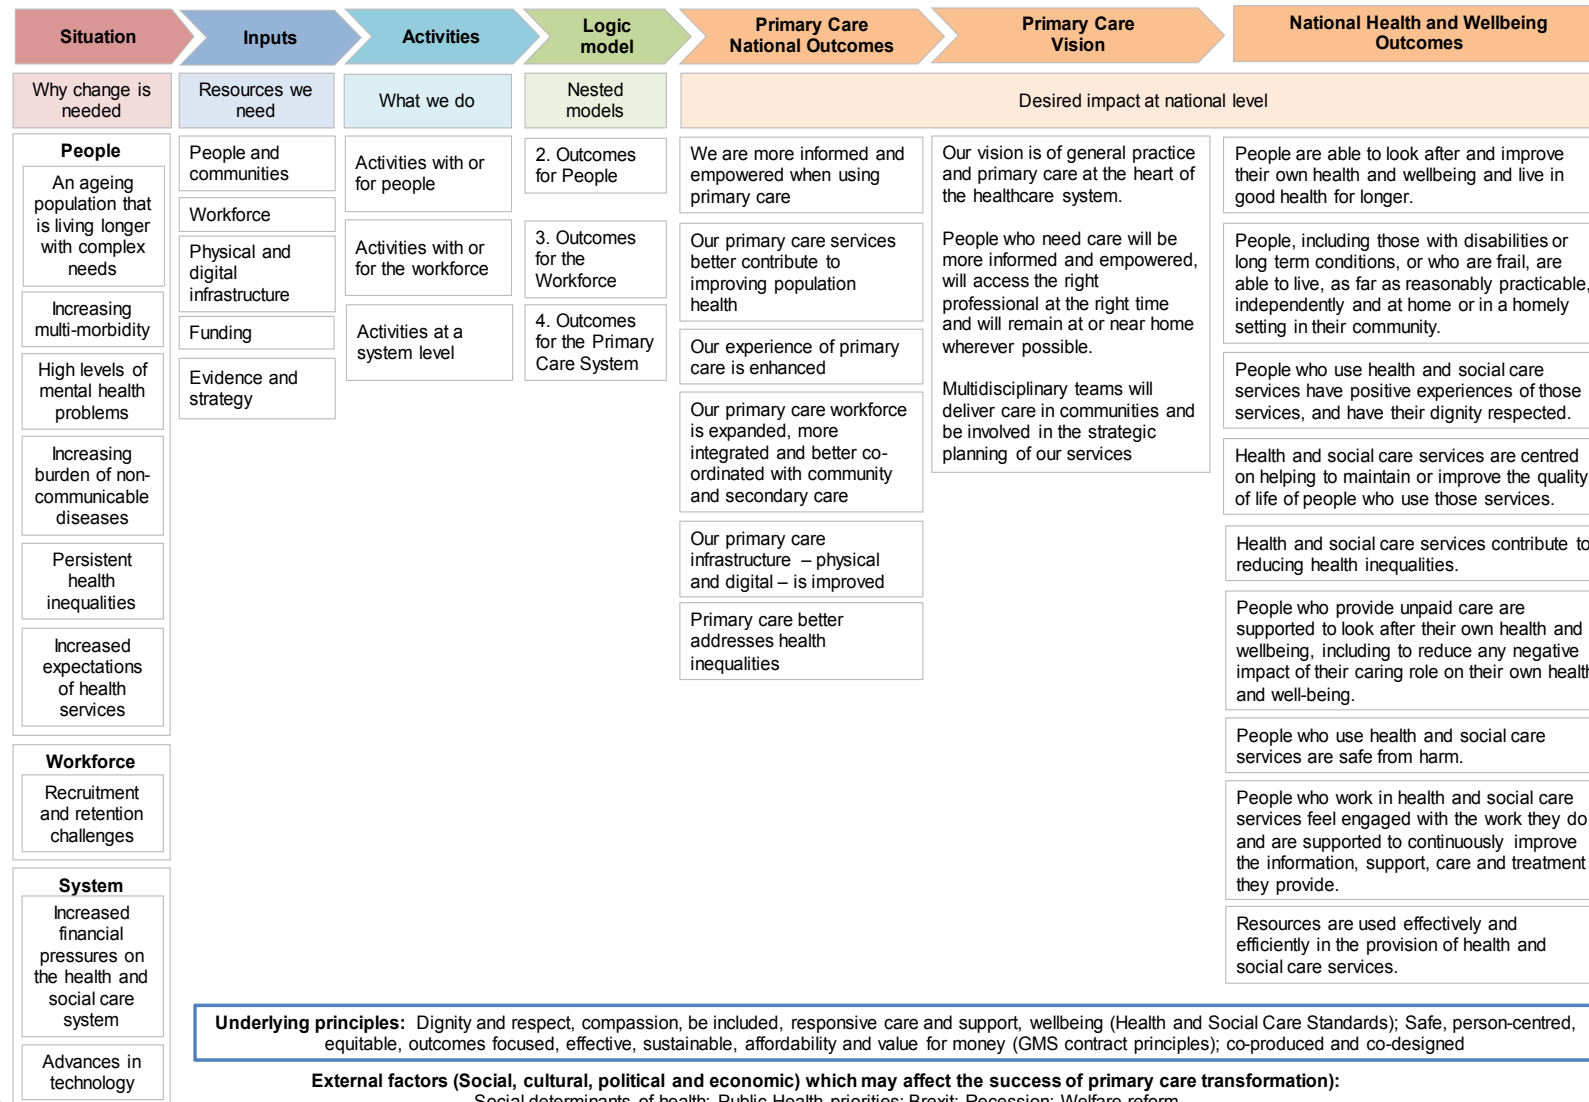 Situation
Inputs
Activities
Logic
model
Primary Care
National Outcomes
Primary Care
Vision
National Health and Wellbeing
Outcomes
Why change is
needed
Resources we
need
What we do
Nested
models
Desired impact at national level
People
An ageing
population that
is living longer
with complex
needs
Increasing
multi-morbidity
High levels of
mental health
problems
Increasing
burden of non-
communicable
diseases
Persistent
health
inequalities
Increased
expectations
of health
services
Workforce
Recruitment
and retention
challenges
System
Increased
financial
pressures on
the health and
social care
system
Advances in
technology
People and
communities
Workforce
Physical and
digital
infrastructure
Funding
Evidence and
strategy
Activities with or
for people
Activities with or
for the workforce
Activities at a
system level
2. Outcomes
for People
3. Outcomes
for the
Workforce
4. Outcomes
for the Primary
Care System
We are more informed and
empowered when using
primary care
Our primary care services
better contribute to
improving population
health
Our experience of primary
care is enhanced
Our primary care workforce
is expanded, more
integrated and better co-
ordinated with community
and secondary care
Our primary care
infrastructure – physical
and digital – is improved
Primary care better
addresses health
inequalities
Our vision is of general practice
and primary care at the heart of
the healthcare system.
People who need care will be
more informed and empowered,
will access the right
professional at the right time
and will remain at or near home
wherever possible.
Multidisciplinary teams will
deliver care in communities and
be involved in the strategic
planning of our services
People are able to look after and improve
their own health and wellbeing and live in
good health for longer.
People, including those with disabilities or
long term conditions, or who are frail, are
able to live, as far as reasonably practicable,
independently and at home or in a homely
setting in their community.
People who use health and social care
services have positive experiences of those
services, and have their dignity respected.
Health and social care services are centred
on helping to maintain or improve the quality
of life of people who use those services.
Health and social care services contribute to
reducing health inequalities.
People who provide unpaid care are
supported to look after their own health and
wellbeing, including to reduce any negative
impact of their caring role on their own health
and well-being.
People who use health and social care
services are safe from harm.
People who work in health and social care
services feel engaged with the work they do
and are supported to continuously improve
the information, support, care and treatment
they provide.
Resources are used effectively and
efficiently in the provision of health and
social care services.
Underlying principles: Dignity and respect, compassion, be included, responsive care and support, wellbeing (Health and Social Care Standards); Safe, person-centred,
equitable, outcomes focused, effective, sustainable, affordability and value for money (GMS contract principles); co-produced and co-designed
External factors (Social, cultural, political and economic) which may affect the success of primary care transformation):
Social determinants of health; Public Health priorities; Brexit; Recession; Welfare reform